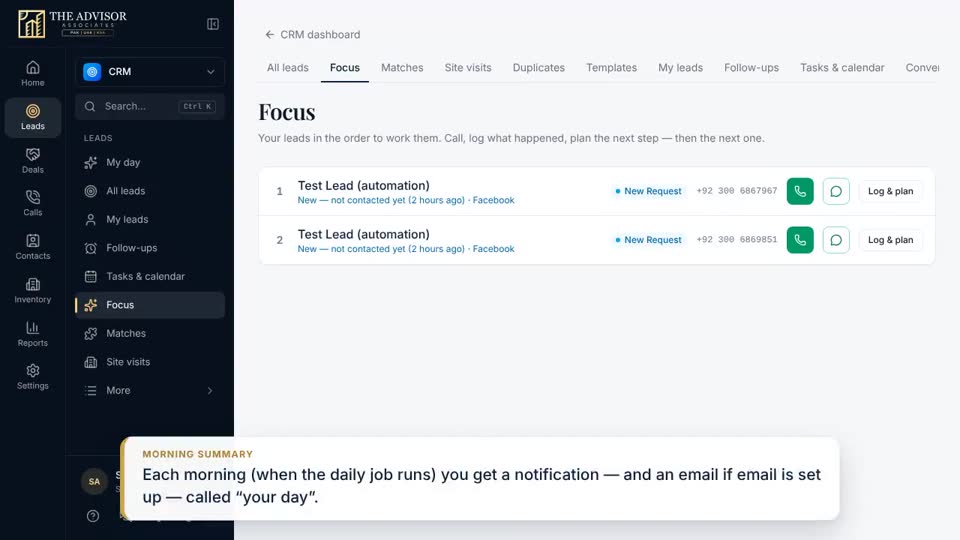 THE ADVISOR
ASSOCIATES
PAK | UAE | KSA
Home
Leads
Deals
Calls
Contacts
Inventory
Reports
Settings
CRM
Search... Ctrl K
LEADS
My day
All leads
My leads
Follow-ups
Tasks & calendar
Focus
Matches
Site visits
More
SA
← CRM dashboard
All leads Focus Matches Site visits Duplicates Templates My leads Follow-ups Tasks & calendar
Focus
Your leads in the order to work them. Call, log what happened, plan the next step — then the next one.
1 Test Lead (automation) New Request +92 300 6867967 Log & plan
New — not contacted yet (2 hours ago) · Facebook
2 Test Lead (automation) New Request +92 300 6869851 Log & plan
New — not contacted yet (2 hours ago) · Facebook
MORNING SUMMARY
Each morning (when the daily job runs) you get a notification — and an email if email is set
up — called “your day”.